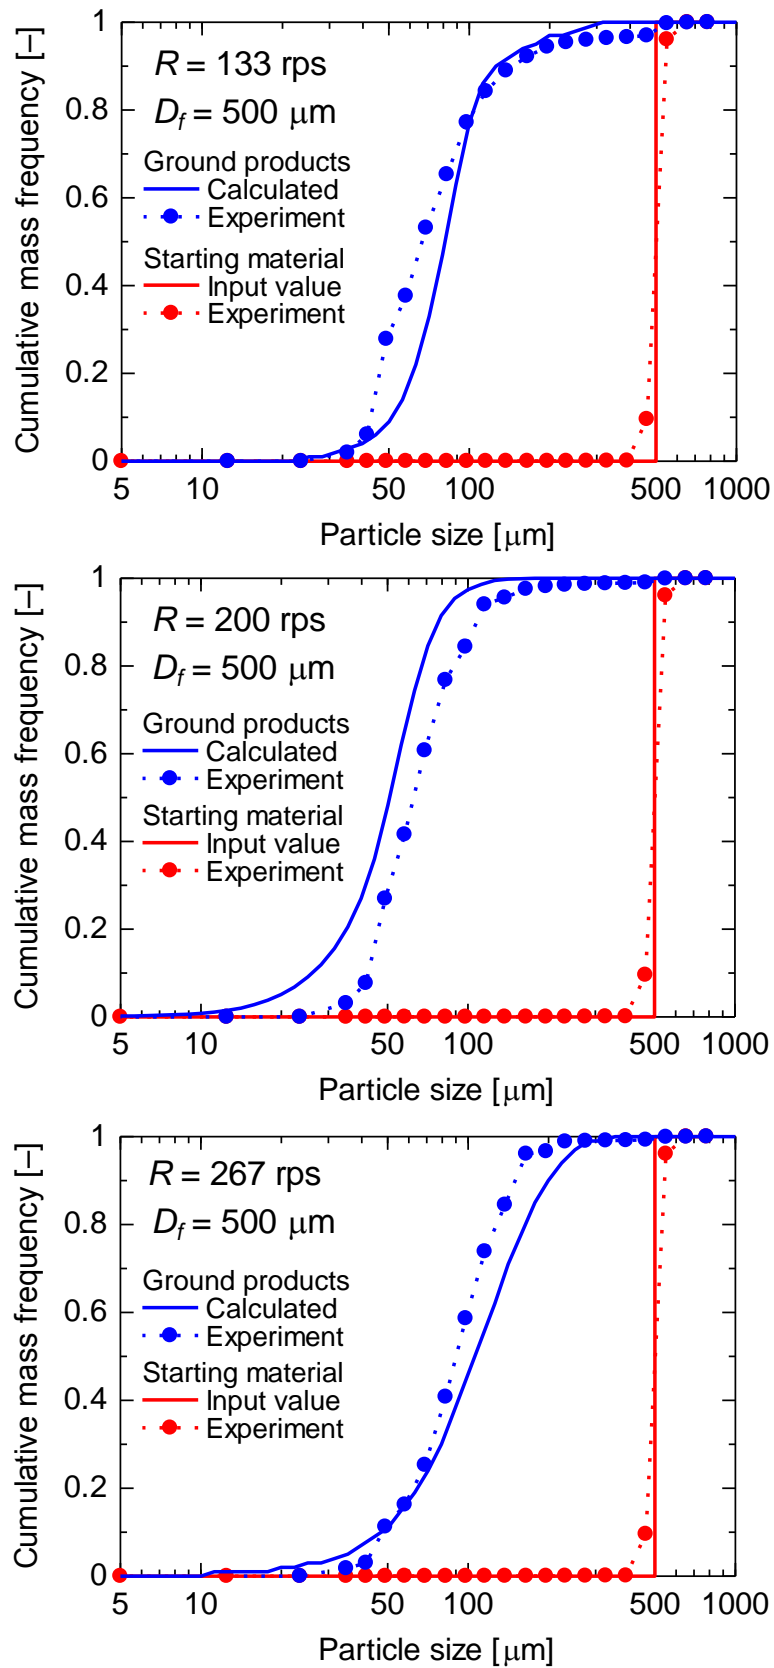 Cumulative mass frequency [–]
1
0.8
0.6
0.4
0.2
0
R = 133 rps
D_f = 500 μm
Ground products
Calculated
Experiment
Starting material
Input value
Experiment
5 10 50 100 500 1000
Particle size [μm]
Cumulative mass frequency [–]
1
0.8
0.6
0.4
0.2
0
R = 200 rps
D_f = 500 μm
Ground products
Calculated
Experiment
Starting material
Input value
Experiment
5 10 50 100 500 1000
Particle size [μm]
Cumulative mass frequency [–]
1
0.8
0.6
0.4
0.2
0
R = 267 rps
D_f = 500 μm
Ground products
Calculated
Experiment
Starting material
Input value
Experiment
5 10 50 100 500 1000
Particle size [μm]